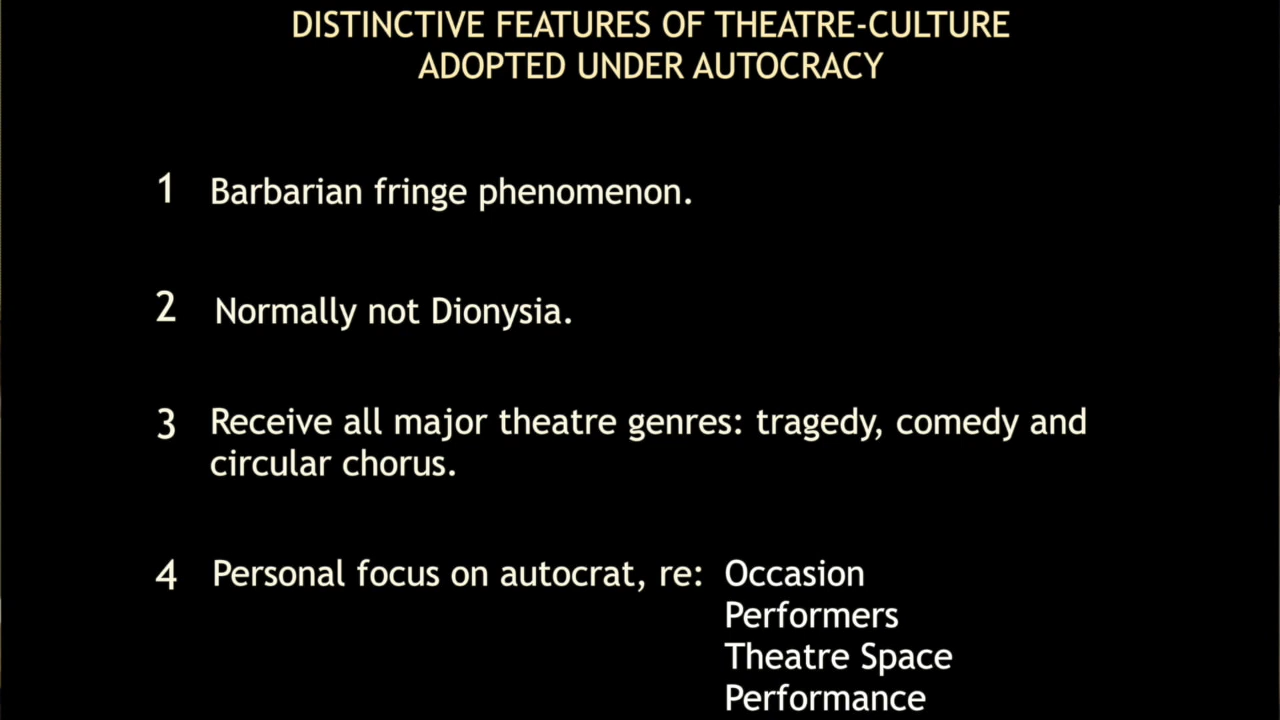 DISTINCTIVE FEATURES OF THEATRE-CULTURE
ADOPTED UNDER AUTOCRACY
1 Barbarian fringe phenomenon.
2 Normally not Dionysia.
3 Receive all major theatre genres: tragedy, comedy and
circular chorus.
4 Personal focus on autocrat, re: Occasion
Performers
Theatre Space
Performance